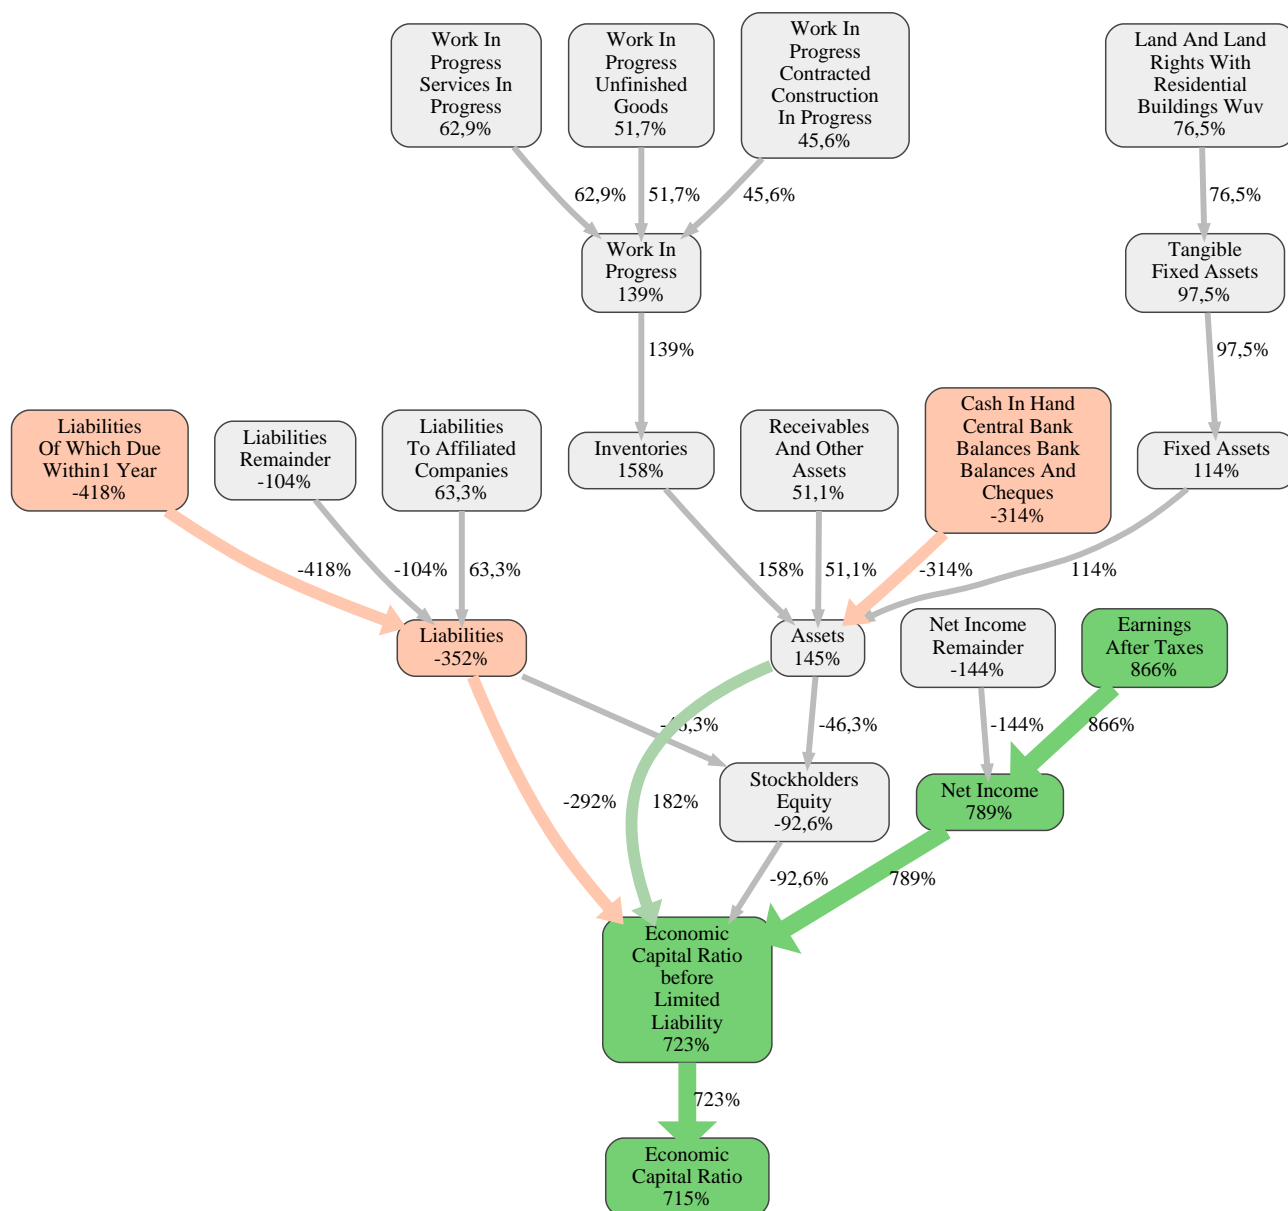 Work In
Progress
Services In
Progress
62,9%
Work In
Progress
Unfinished
Goods
51,7%
Work In
Progress
Contracted
Construction
In Progress
45,6%
Land And Land
Rights With
Residential
Buildings Wuv
76,5%
62,9%
51,7%
45,6%
76,5%
Work In
Progress
139%
Tangible
Fixed Assets
97,5%
139%
97,5%
Liabilities
Of Which Due
Within1 Year
-418%
Liabilities
Remainder
-104%
Liabilities
To Affiliated
Companies
63,3%
Inventories
158%
Receivables
And Other
Assets
51,1%
Cash In Hand
Central Bank
Balances Bank
Balances And
Cheques
-314%
Fixed Assets
114%
-418%
-104%
63,3%
158%
51,1%
-314%
114%
Liabilities
-352%
Assets
145%
Net Income
Remainder
-144%
Earnings
After Taxes
866%
-46,3%
-46,3%
-144%
866%
Stockholders
Equity
-92,6%
Net Income
789%
-292%
182%
-92,6%
789%
Economic
Capital Ratio
before
Limited
Liability
723%
723%
Economic
Capital Ratio
715%